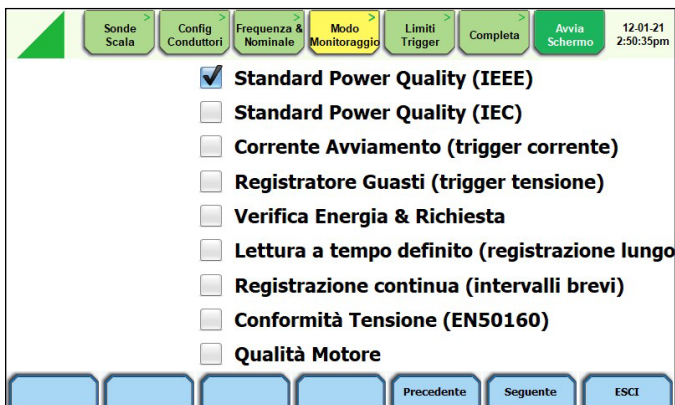 Sonde Scala
Config Conduttori
Frequenza & Nominale
Modo Monitoraggio
Limiti Trigger
Completa
Avvia Schermo
12-01-21
2:50:35pm
Standard Power Quality (IEEE)
Standard Power Quality (IEC)
Corrente Avviamento (trigger corrente)
Registratore Guasti (trigger tensione)
Verifica Energia & Richiesta
Lettura a tempo definito (registrazione lungo
Registrazione continua (intervalli brevi)
Conformità Tensione (EN50160)
Qualità Motore
Precedente
Seguente
ESCI